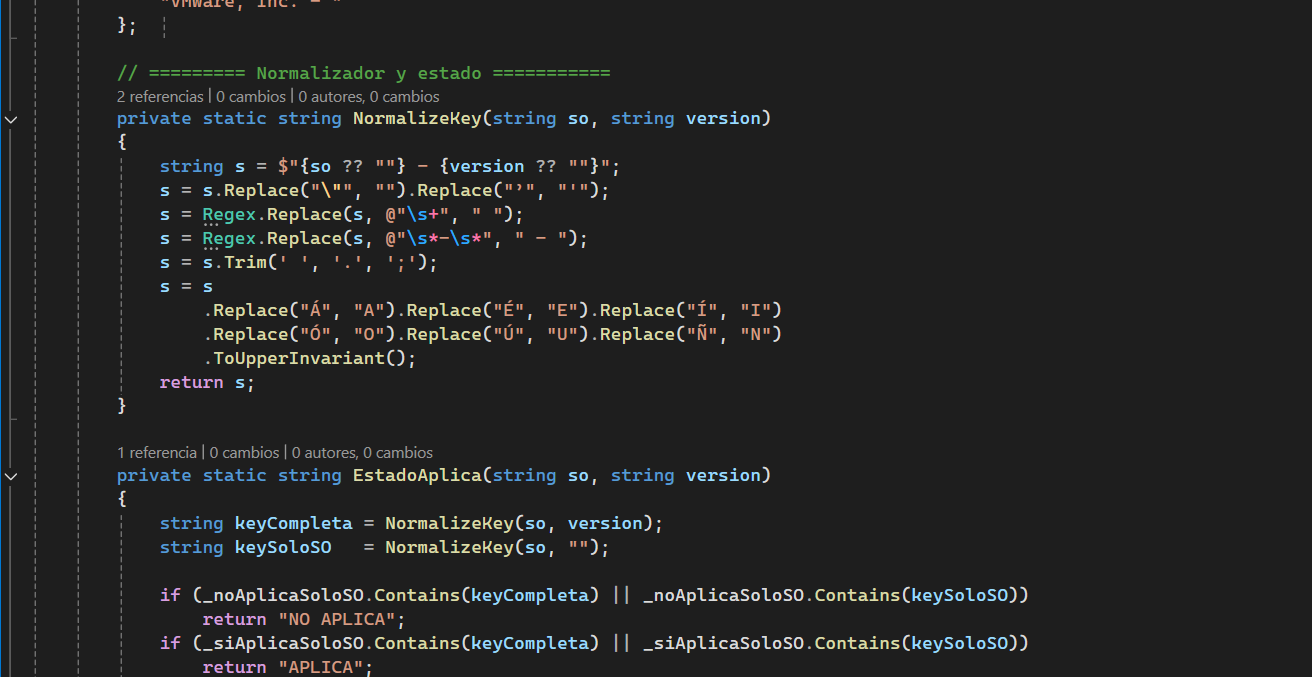 "VMware, Inc. - "
};
// ========= Normalizador y estado ===========
2 referencias | 0 cambios | 0 autores, 0 cambios
private static string NormalizeKey(string so, string version)
{
string s = $"{so ?? ""} - {version ?? ""}";
s = s.Replace("\"", "").Replace("’", "'");
s = Regex.Replace(s, @"\s+", " ");
s = Regex.Replace(s, @"\s*-\s*", " - ");
s = s.Trim(' ', '.', ';');
s = s
.Replace("Á", "A").Replace("É", "E").Replace("Í", "I")
.Replace("Ó", "O").Replace("Ú", "U").Replace("Ñ", "N")
.ToUpperInvariant();
return s;
}
1 referencia | 0 cambios | 0 autores, 0 cambios
private static string EstadoAplica(string so, string version)
{
string keyCompleta = NormalizeKey(so, version);
string keySoloSO   = NormalizeKey(so, "");
if (_noAplicaSoloSO.Contains(keyCompleta) || _noAplicaSoloSO.Contains(keySoloSO))
return "NO APLICA";
if (_siAplicaSoloSO.Contains(keyCompleta) || _siAplicaSoloSO.Contains(keySoloSO))
return "APLICA";